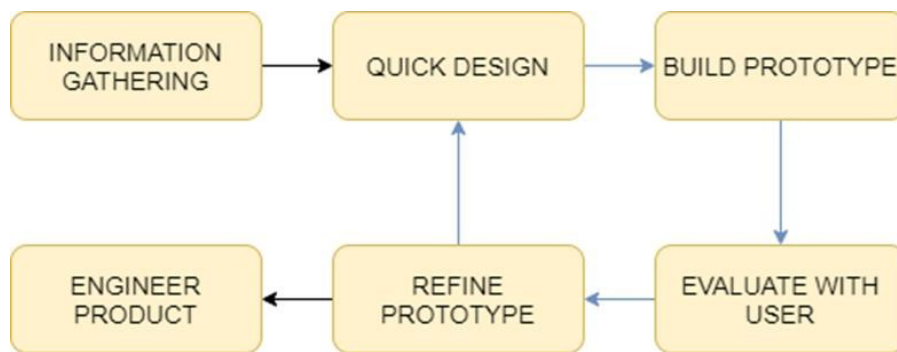 INFORMATION
GATHERING
QUICK DESIGN
BUILD PROTOTYPE
ENGINEER
PRODUCT
REFINE
PROTOTYPE
EVALUATE WITH
USER